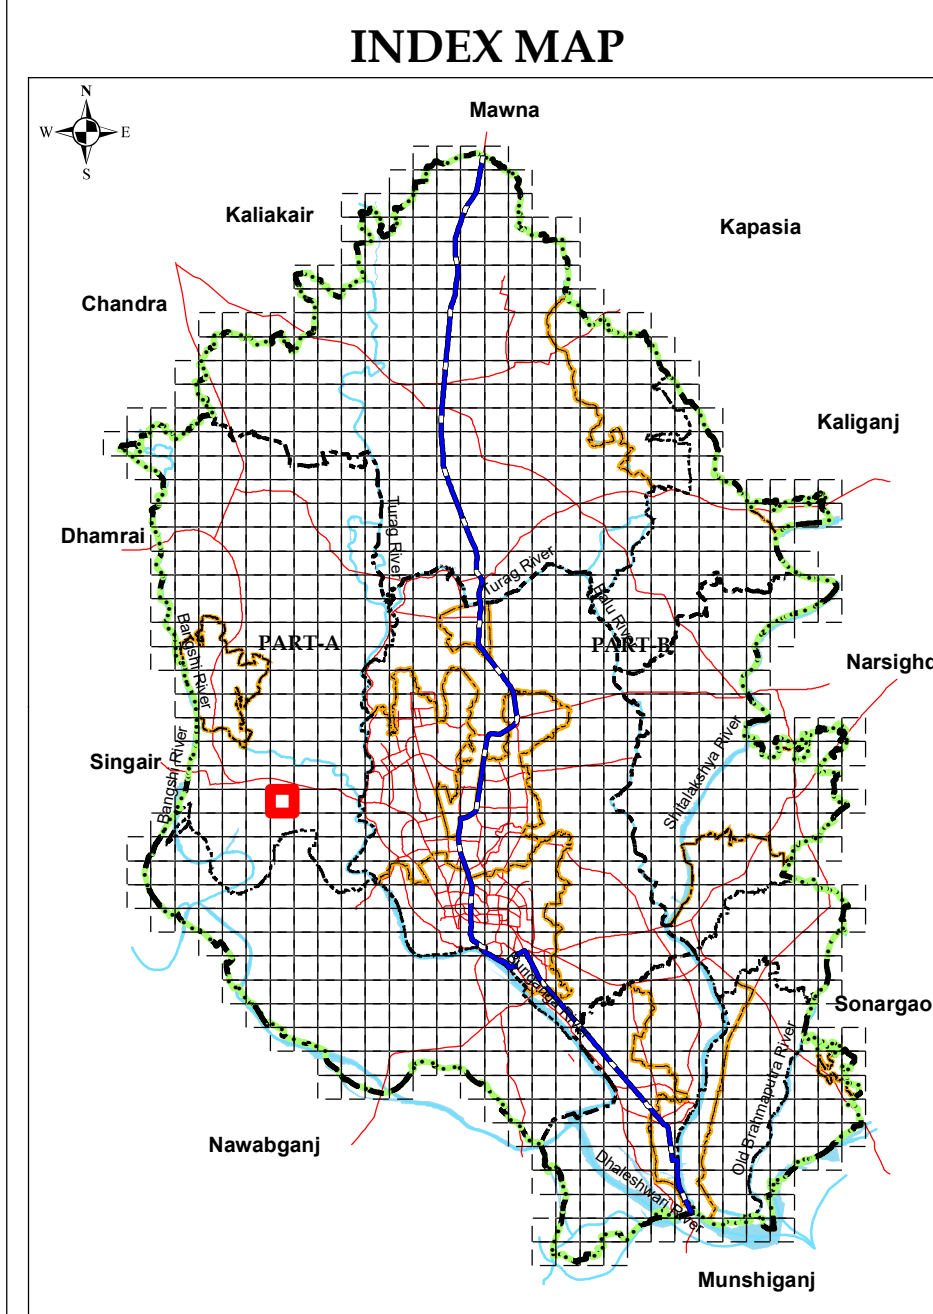 INDEX MAP
N
W E
S
Mawna
Kaliakair
Kapasia
Chandra
Kaliganj
Dhamrai
Turag River
Turag River
Balu River
Bangshi River
PART-A
PART-B
Narsighd
Shitalakshya River
Singair
Bangshi River
Buriganga River
Sonargao
Old Brahmaputra River
Nawabganj
Dhaleshwari River
Munshiganj